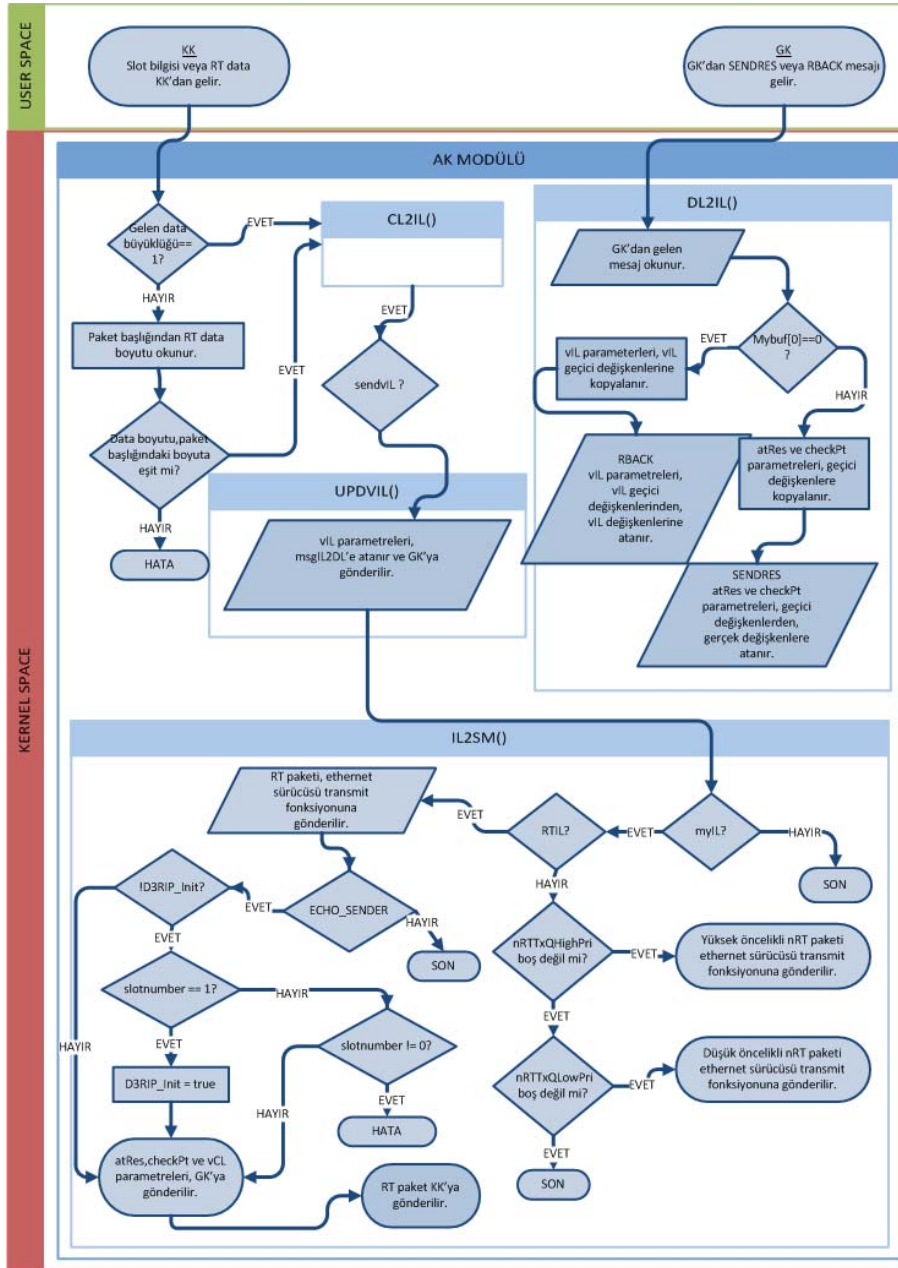 USER SPACE
KK
Slot bilgisi veya RT data
KK'dan gelir.
GK
GK'dan SENDRES veya RBACK mesajı
gelir.
KERNEL SPACE
AK MODÜLÜ
Gelen data
büyüklüğü==
1?
EVET
HAYIR
Paket başlığından RT data
boyutu okunur.
Data boyutu,paket
başlığındaki boyuta
eşit mi?
EVET
HAYIR
HATA
CL2IL()
EVET
sendvIL ?
UPDVIL()
vIL parametreleri,
msgIL2DL'e atanır ve GK'ya
gönderilir.
DL2IL()
GK'dan gelen
mesaj okunur.
Mybuf[0]==0
?
EVET
HAYIR
vIL parameterleri, vIL
geçici değişkenlerine
kopyalanır.
RBACK
vIL parametreleri,
vIL geçici
değişkenlerinden,
vIL değişkenlerine
atanır.
atRes ve checkPt
parametreleri, geçici
değişkenlere
kopyalanır.
SENDRES
atRes ve checkPt
parametreleri, geçici
değişkenlerden,
gerçek değişkenlere
atanır.
IL2SM()
RT paketi, ethernet
sürücüsü transmit
fonksiyonuna
gönderilir.
EVET
RTIL?
EVET
myIL?
HAYIR
SON
HAYIR
!D3RIP_Init?
EVET
ECHO_SENDER
HAYIR
SON
EVET
HAYIR
slotnumber == 1?
HAYIR
EVET
D3RIP_Init = true
slotnumber != 0?
HAYIR
EVET
HATA
atRes,checkPt ve vCL
parametreleri, GK'ya
gönderilir.
RT paket KK'ya
gönderilir.
nRTTxQHighPri
boş değil mi?
EVET
Yüksek öncelikli nRT paketi
ethernet sürücüsü transmit
fonksiyonuna gönderilir.
EVET
nRTTxQLowPri
boş değil mi?
EVET
Düşük öncelikli nRT paketi
ethernet sürücüsü transmit
fonksiyonuna gönderilir.
EVET
SON